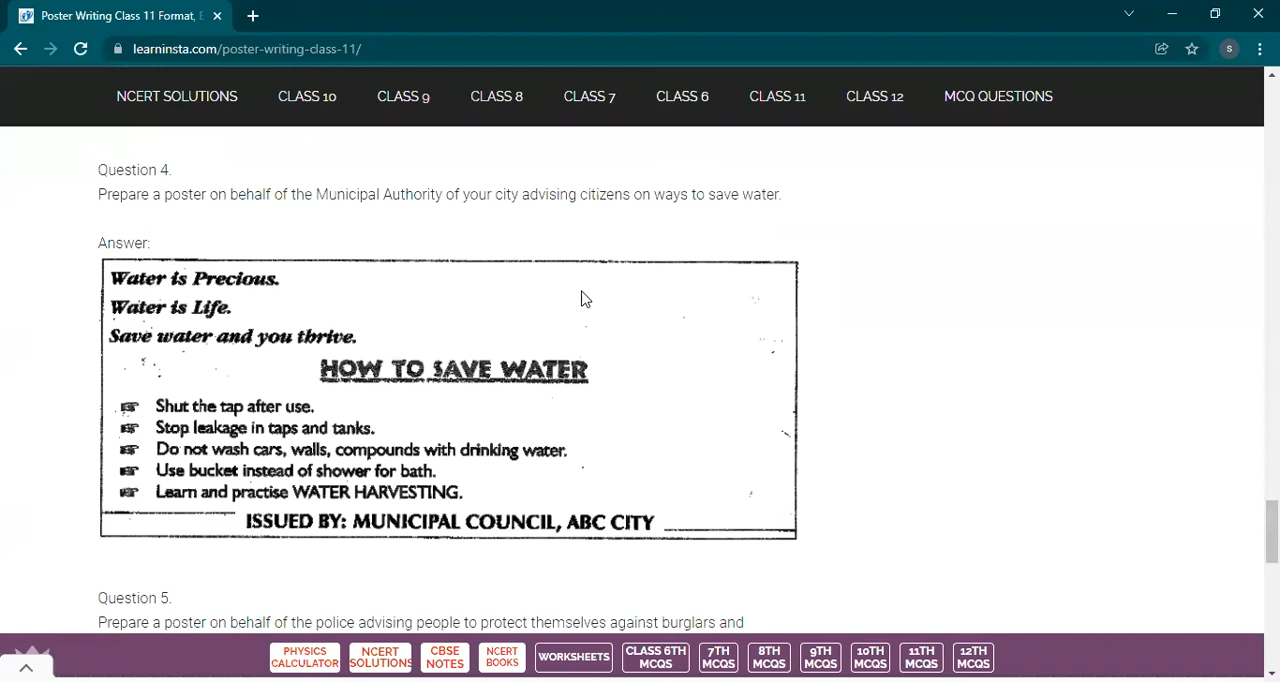 Poster Writing Class 11 Format, E
learninsta.com/poster-writing-class-11/
S
NCERT SOLUTIONS CLASS 10 CLASS 9 CLASS 8 CLASS 7 CLASS 6 CLASS 11 CLASS 12 MCQ QUESTIONS
Question 4.
Prepare a poster on behalf of the Municipal Authority of your city advising citizens on ways to save water.
Answer:
Water is Precious.
Water is Life.
Save water and you thrive.
HOW TO SAVE WATER
Shut the tap after use.
Stop leakage in taps and tanks.
Do not wash cars, walls, compounds with drinking water.
Use bucket instead of shower for bath.
Learn and practise WATER HARVESTING.
ISSUED BY: MUNICIPAL COUNCIL, ABC CITY
Question 5.
Prepare a poster on behalf of the police advising people to protect themselves against burglars and
PHYSICS CALCULATOR NCERT SOLUTIONS CBSE NOTES NCERT BOOKS WORKSHEETS CLASS 6TH MCQS 7TH MCQS 8TH MCQS 9TH MCQS 10TH MCQS 11TH MCQS 12TH MCQS